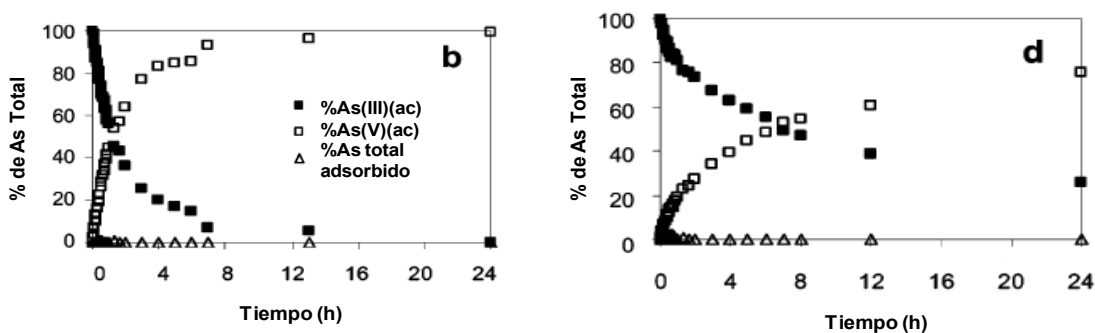 100
80
60
40
20
0
% de As Total
b
%As(III)(ac)
%As(V)(ac)
%As total
adsorbido
0 4 8 12 16 20 24
Tiempo (h)
100
80
60
40
20
0
% de As Total
d
0 4 8 12 16 20 24
Tiempo (h)